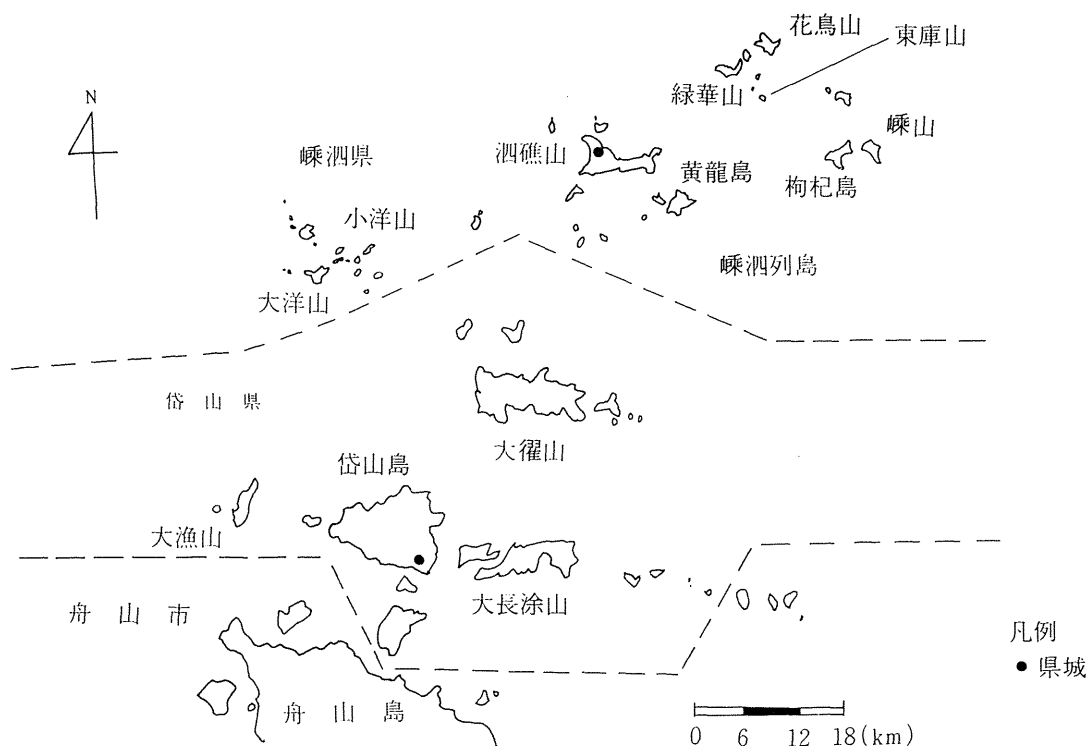 花鳥山
東庫山
N
緑華山
嵊山
嵊泗県
泗礁山
黄龍島
枸杞島
小洋山
嵊泗列島
大洋山
岱山県
大㠠山
岱山島
大漁山
大長涂山
舟山市
凡例
● 県城
舟山島
0 6 12 18(km)